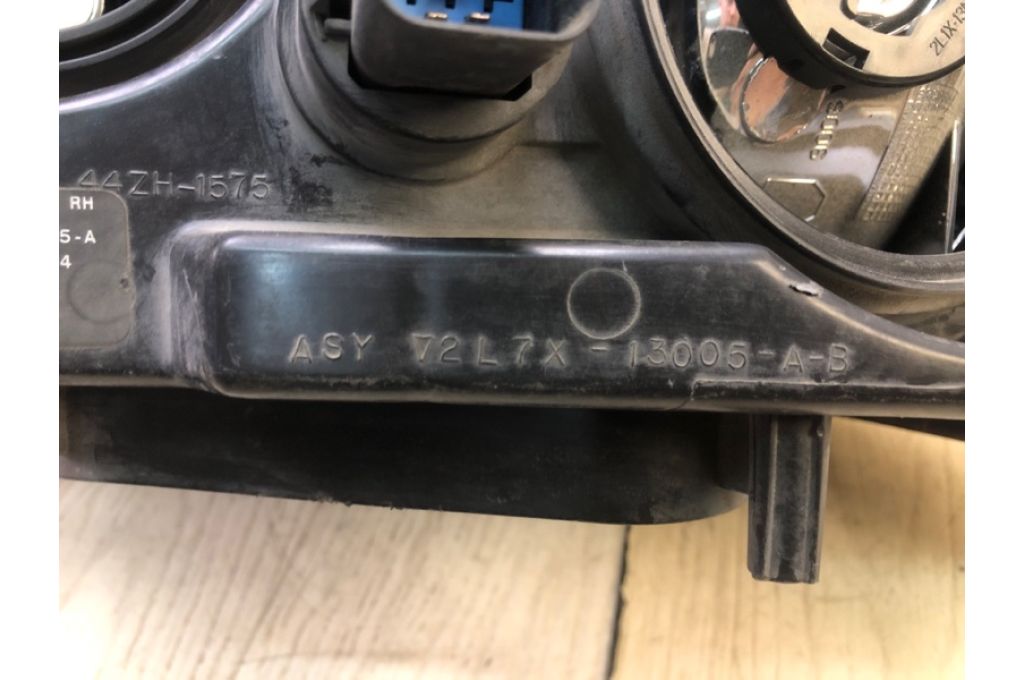 2L1X-13
44ZH-1575
RH
5-A
4
ASY 72L7X-13005-A-B